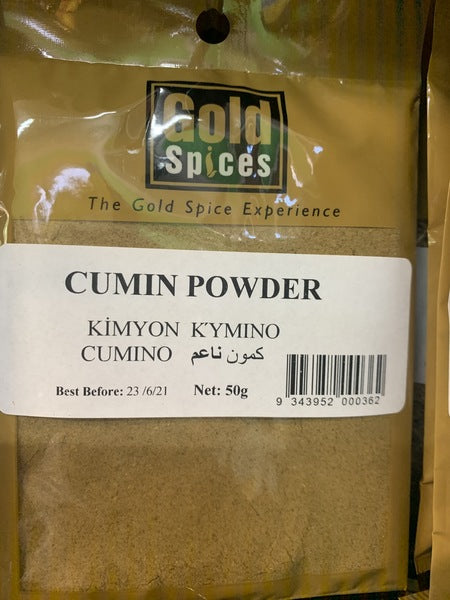 Gold
Spices
The Gold Spice Experience
CUMIN POWDER
KİMYON K'YMINO
CUMINO كمون ناعم
Best Before: 23 /6/21 Net: 50g
9 343952 000362